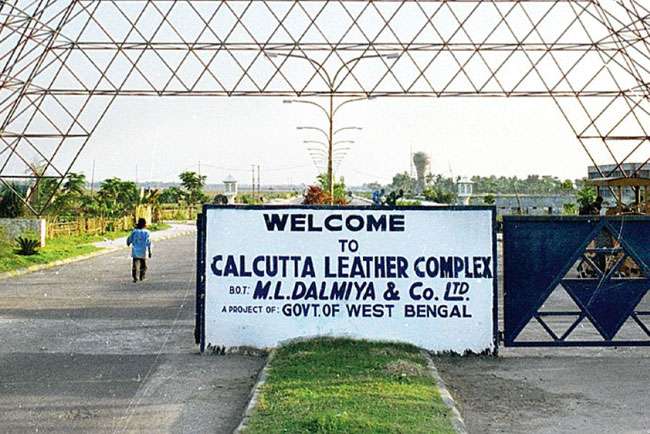 WELCOME
TO
CALCUTTA LEATHER COMPLEX
B.O.T: M.L.DALMIYA & CO. LTD.
A PROJECT OF: GOVT. OF WEST BENGAL